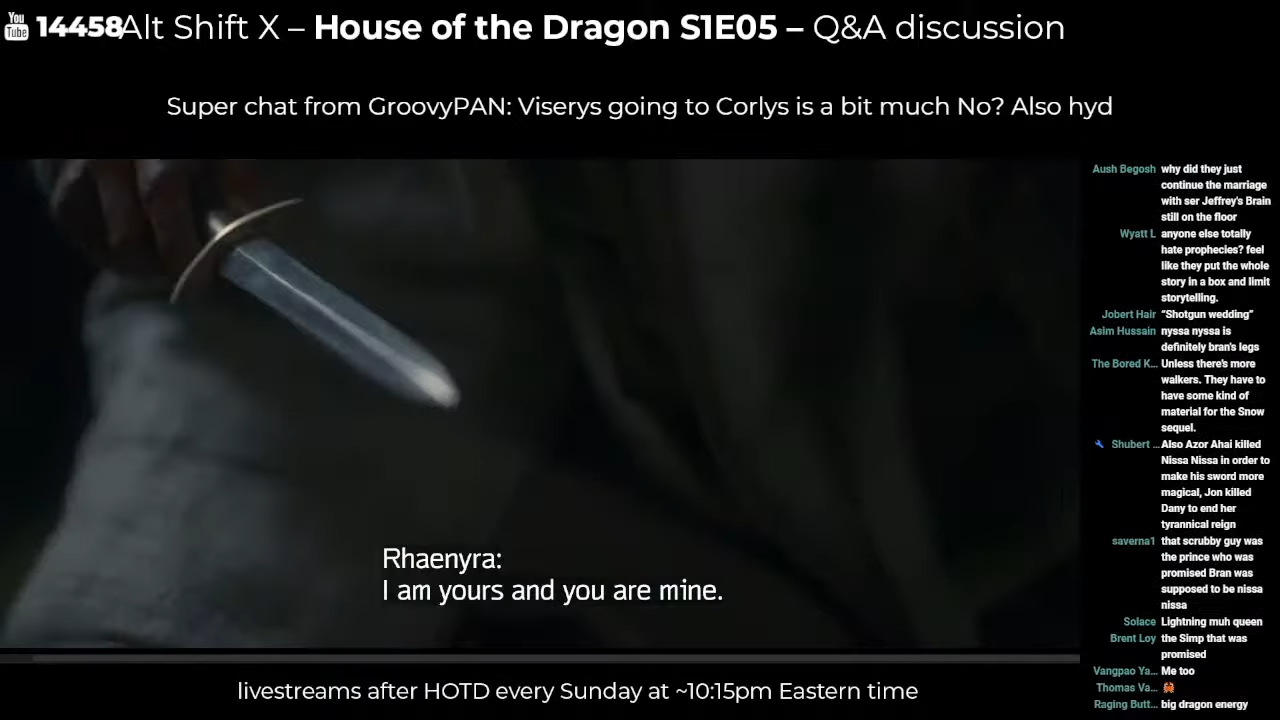 You Tube 14458 Alt Shift X – House of the Dragon S1E05 – Q&A discussion
Super chat from GroovyPAN: Viserys going to Corlys is a bit much No? Also hyd
Rhaenyra:
I am yours and you are mine.
livestreams after HOTD every Sunday at ~10:15pm Eastern time
Aush Begosh why did they just
continue the marriage
with ser Jeffrey's Brain
still on the floor
Wyatt L anyone else totally
hate prophecies? feel
like they put the whole
story in a box and limit
storytelling.
Jobert Hair “Shotgun wedding”
Asim Hussain nyssa nyssa is
definitely bran's legs
The Bored K... Unless there's more
walkers. They have to
have some kind of
material for the Snow
sequel.
Shubert ... Also Azor Ahai killed
Nissa Nissa in order to
make his sword more
magical, Jon killed
Dany to end her
tyrannical reign
saverna1 that scrubby guy was
the prince who was
promised Bran was
supposed to be nissa
nissa
Solace Lightning muh queen
Brent Loy the Simp that was
promised
Vangpao Ya... Me too
Thomas Va... 🦀
Raging Butt... big dragon energy